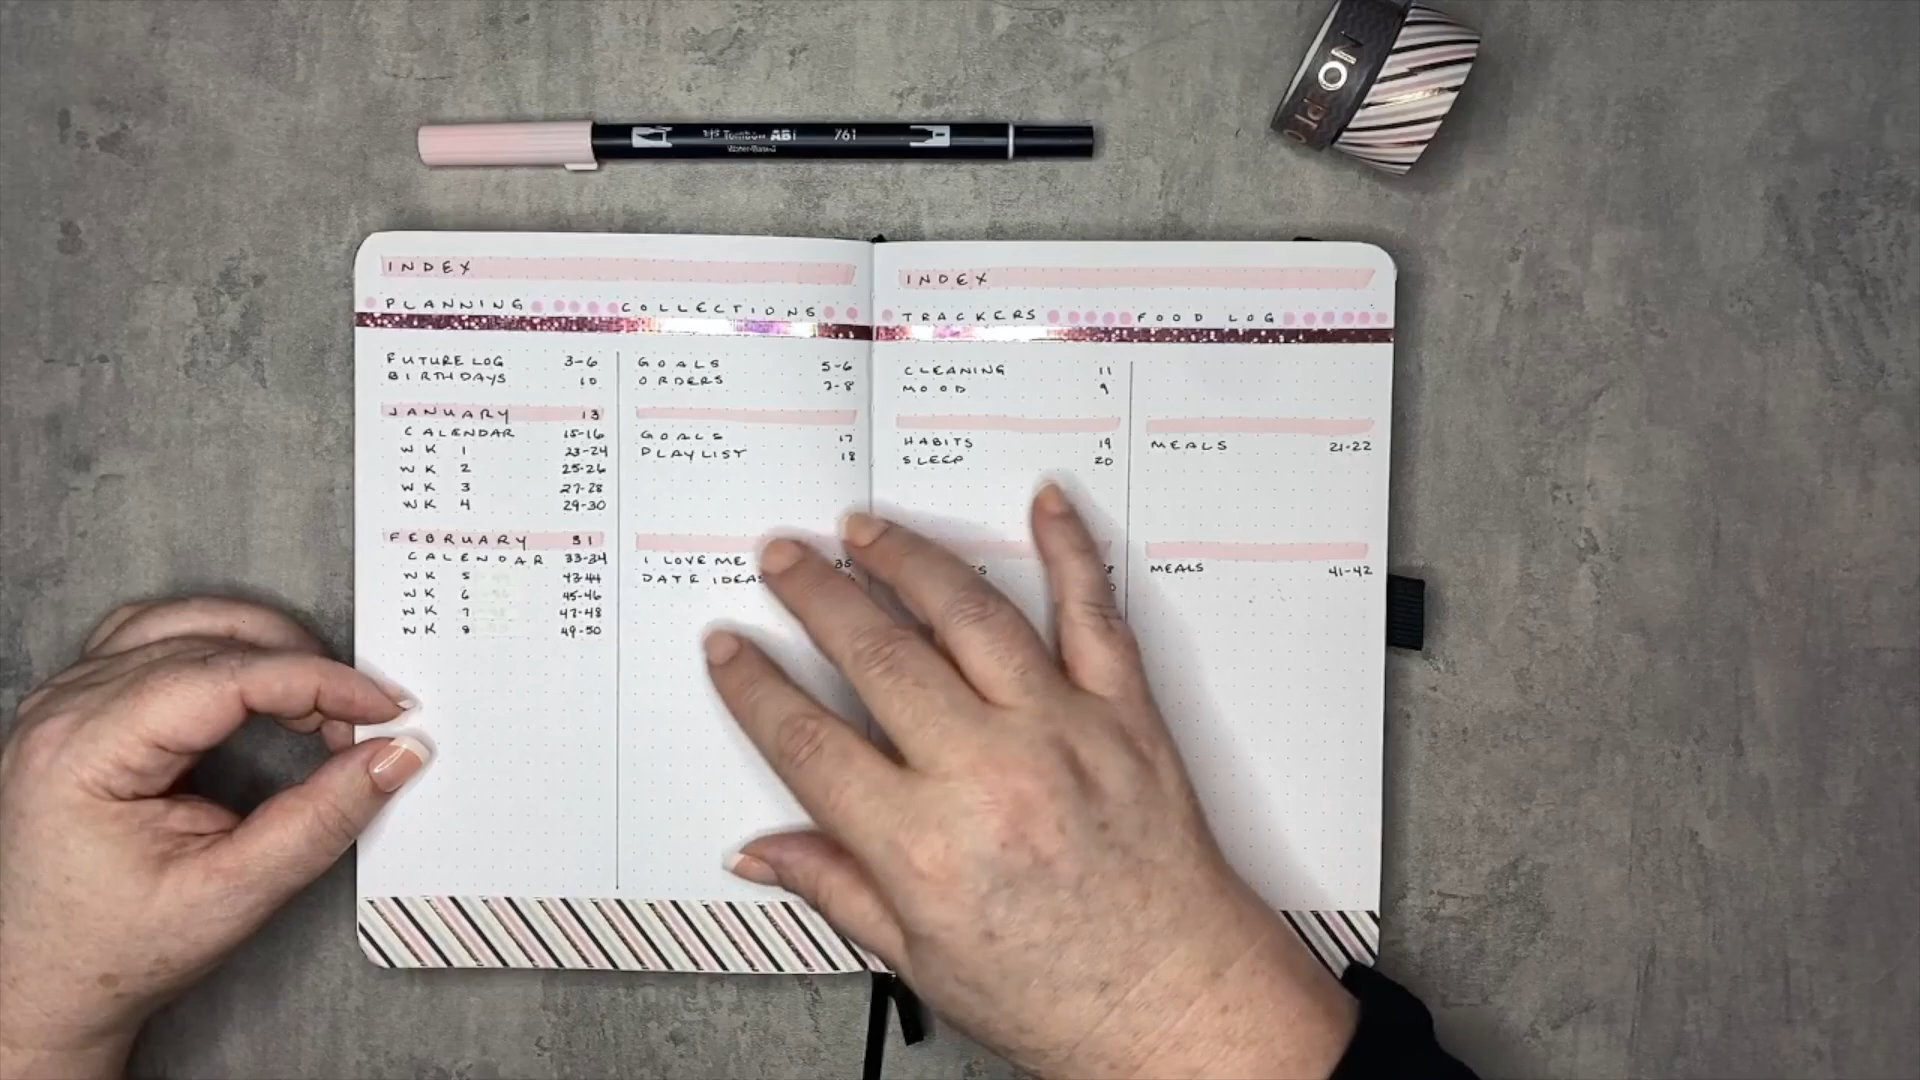 Tombow ABT 761
Water-Based
NO
INDEX
PLANNING COLLECTIONS
FUTURE LOG 3-6
BIRTHDAYS 10
JANUARY 13
CALENDAR 15-16
WK 1 23-24
WK 2 25-26
WK 3 27-28
WK 4 29-30
FEBRUARY 31
CALENDAR 33-34
WK 5 43-44
WK 6 45-46
WK 7 47-48
WK 8 49-50
GOALS 5-6
ORDERS 7-8
GOALS 17
PLAYLIST 18
I LOVE ME 35
DATE IDEAS
INDEX
TRACKERS FOOD LOG
CLEANING 11
MOOD 9
HABITS 19
SLEEP 20
MEALS 21-22
MEALS 41-42